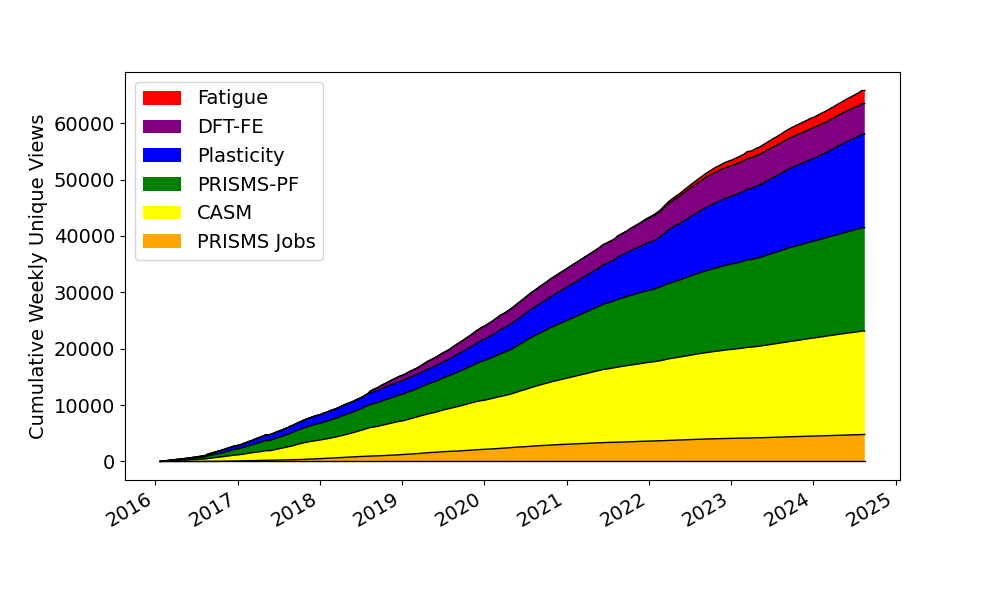 Fatigue
DFT-FE
Plasticity
PRISMS-PF
CASM
PRISMS Jobs
Cumulative Weekly Unique Views
60000
50000
40000
30000
20000
10000
0
2016
2017
2018
2019
2020
2021
2022
2023
2024
2025